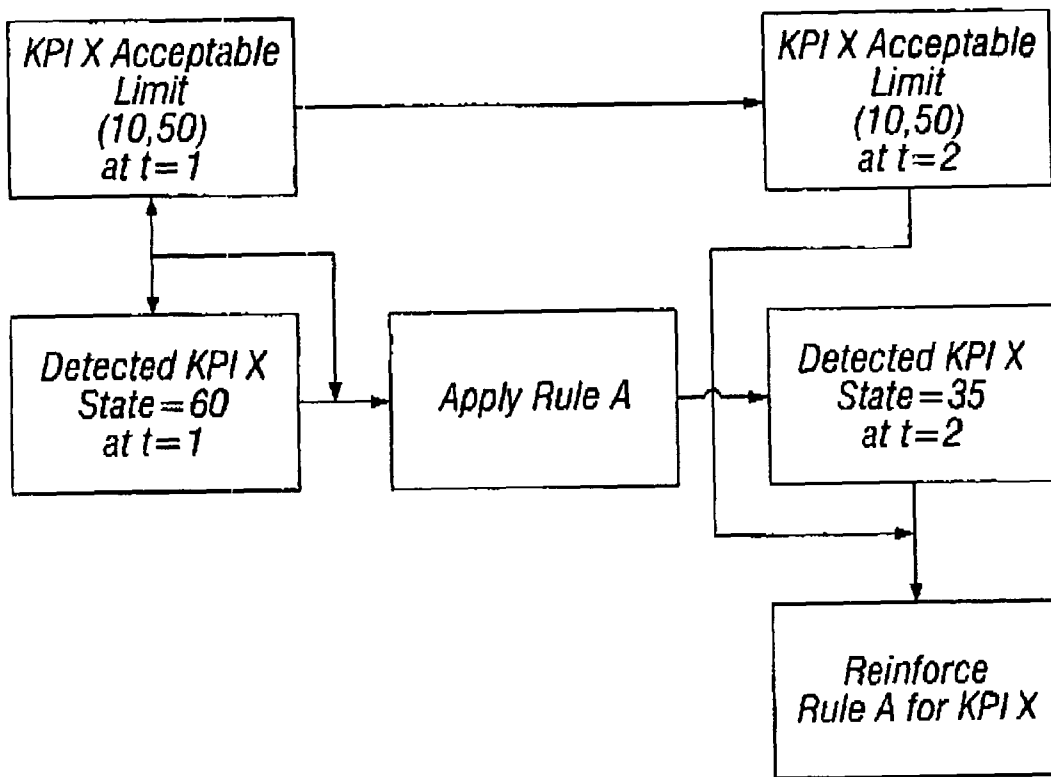 KPI X Acceptable
Limit
(10,50)
at t=1
KPI X Acceptable
Limit
(10,50)
at t=2
Detected KPI X
State=60
at t=1
Apply Rule A
Detected KPI X
State=35
at t=2
Reinforce
Rule A for KPI X